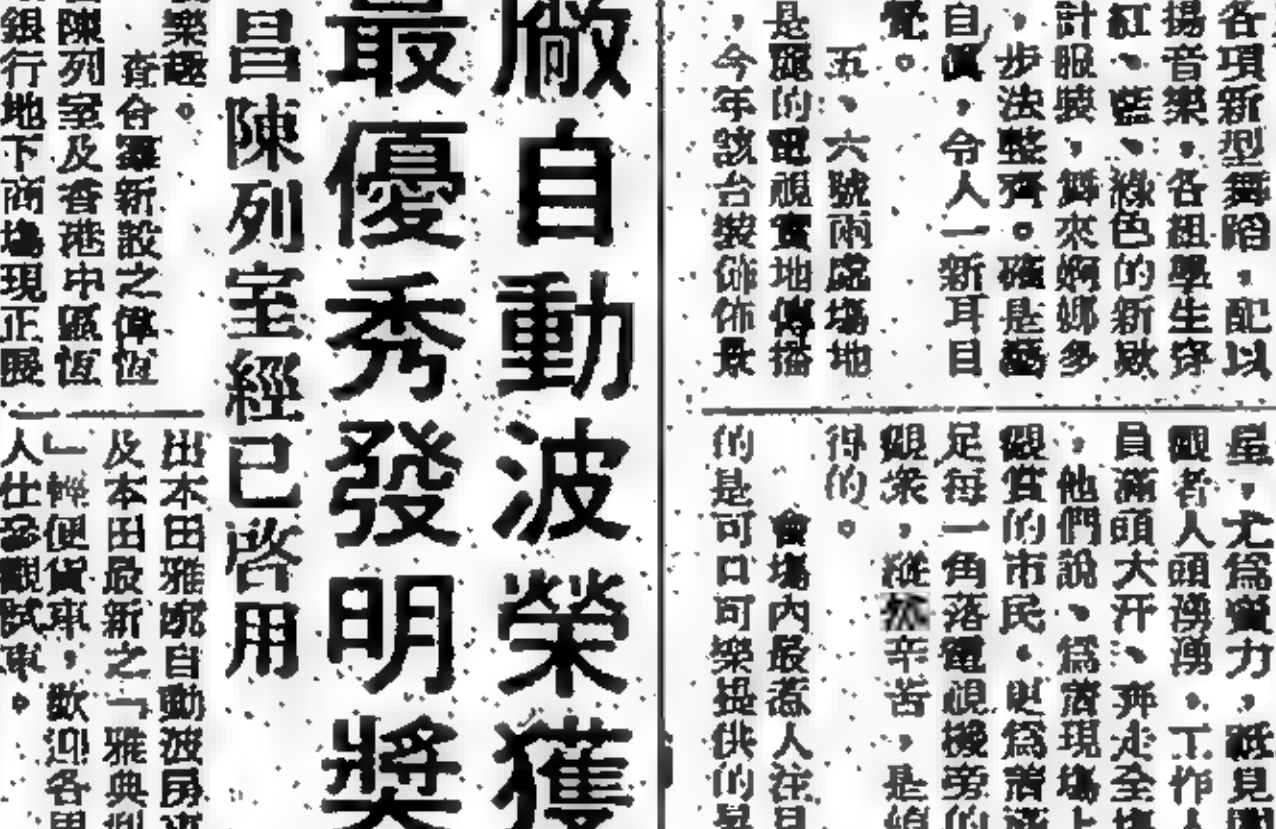 各項新型舞蹈，配以
揚音樂，各組學生穿
紅、藍、綠色的新款
計服裝，舞來婀娜多
，步法整齊。確是
自 ，令人一新耳目
覺。
五、六號兩處場地
是 的電視實地傳播
，今年該台裝佈
屋，尤爲賣力，祇見
觀者人頭湧湧，工作人
員滿頭大汗、奔走全場
，他們說、爲着現場上
觀賞的市民，更爲着滿
足每一角落電視機旁的
觀衆，縱然辛苦，是值
得的。
會場內最惹人注目
的是可口可樂提供的
廠自動波榮獲
最優秀發明獎
昌陳列室經已啓用
樂趣。
查合羅新設之偉恆
陳列室及香港中區恆
銀行地下商場現正展
出本田雅 自動波房車
及本田最新之「雅典
」輕便貨車，歡迎各界
人仕參觀試車。